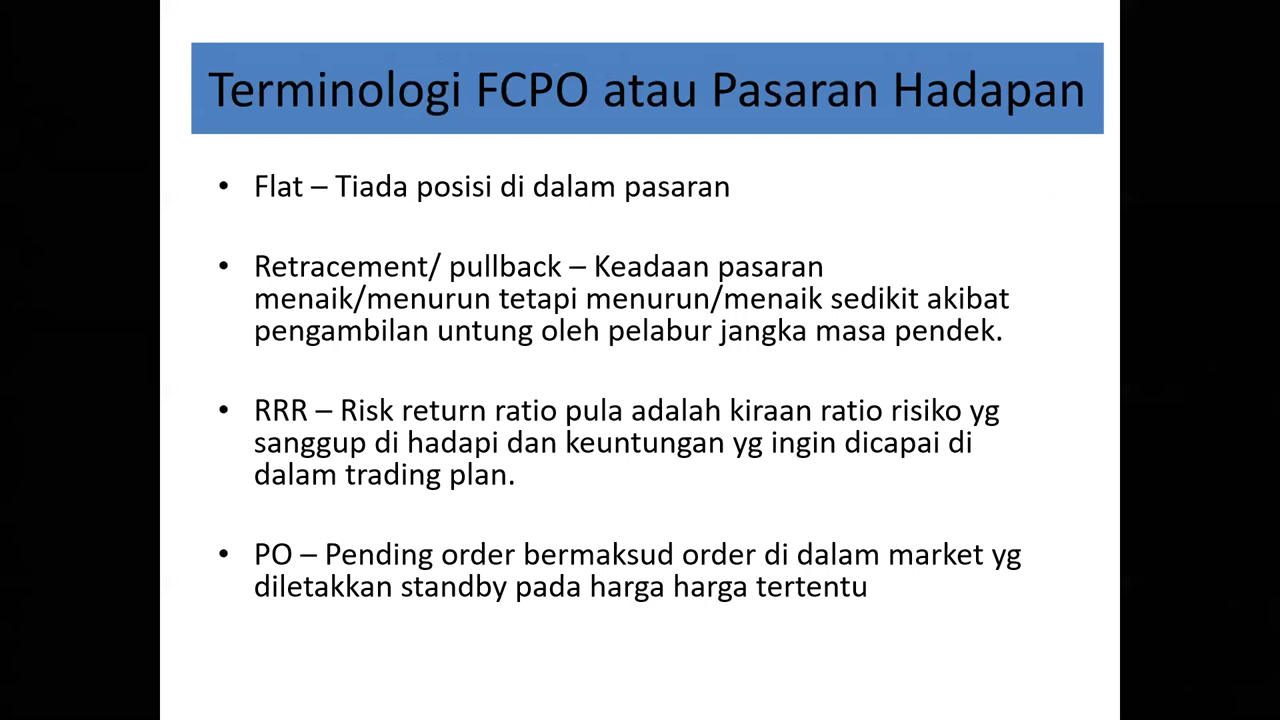 Terminologi FCPO atau Pasaran Hadapan
• Flat – Tiada posisi di dalam pasaran
• Retracement/ pullback – Keadaan pasaran
menaik/menurun tetapi menurun/menaik sedikit akibat
pengambilan untung oleh pelabur jangka masa pendek.
• RRR – Risk return ratio pula adalah kiraan ratio risiko yg
sanggup di hadapi dan keuntungan yg ingin dicapai di
dalam trading plan.
• PO – Pending order bermaksud order di dalam market yg
diletakkan standby pada harga harga tertentu